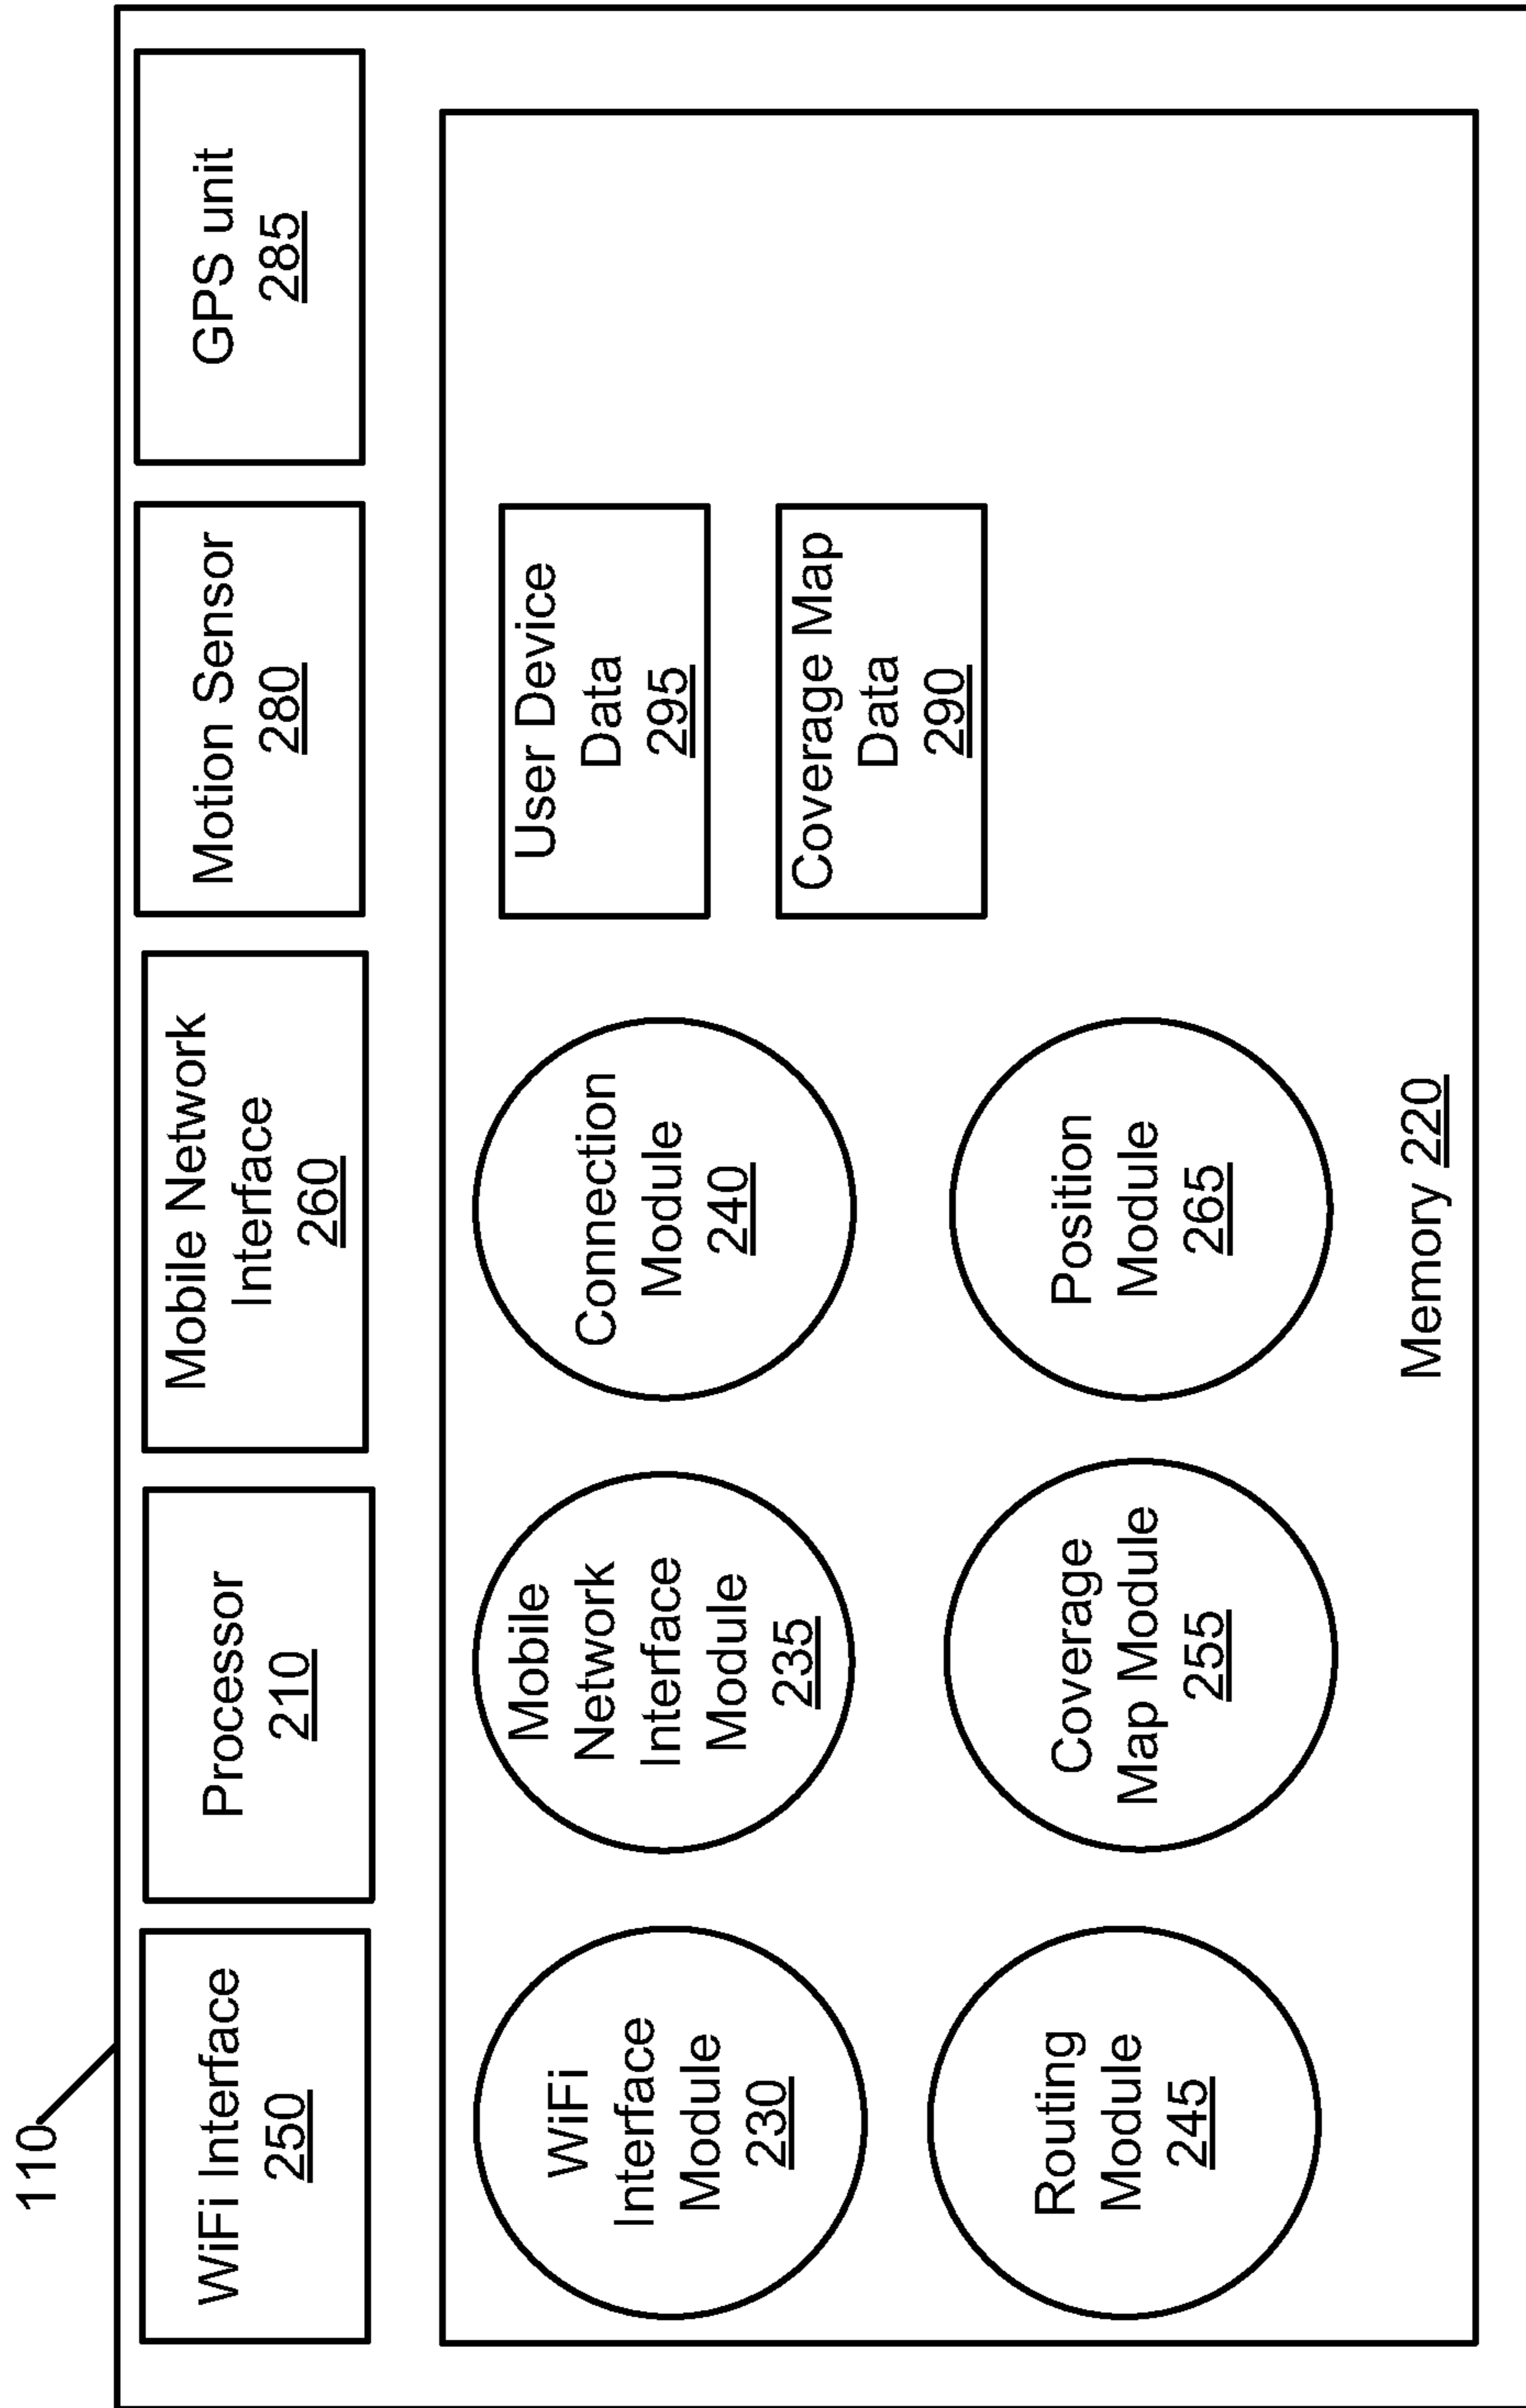 110
WiFi Interface
250
Processor
210
Mobile Network
Interface
260
Motion Sensor
280
GPS unit
285
WiFi
Interface
Module
230
Mobile
Network
Interface
Module
235
Connection
Module
240
User Device
Data
295
Coverage Map
Data
290
Routing
Module
245
Coverage
Map Module
255
Position
Module
265
Memory 220